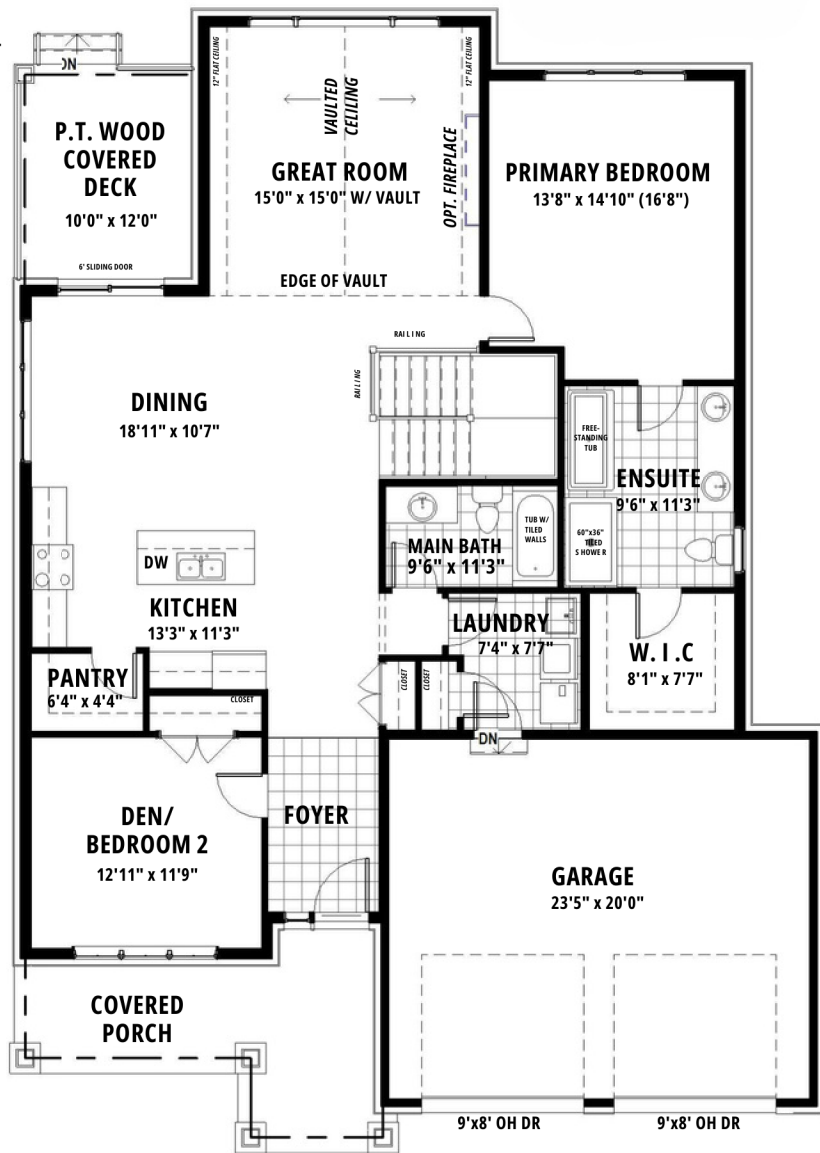 DN
P.T. WOOD
COVERED
DECK
10'0" x 12'0"
6' SLIDING DOOR
12" FLAT CEILING
VAULTED
CELILING
12" FLAT CEILING
GREAT ROOM
15'0" x 15'0" W/ VAULT
OPT. FIREPLACE
EDGE OF VAULT
PRIMARY BEDROOM
13'8" x 14'10" (16'8")
RAILING
RAILING
DINING
18'11" x 10'7"
FREE-
STANDING
TUB
ENSUITE
9'6" x 11'3"
60"x36"
TILED
SHOWER
TUB W/
TILED
WALLS
MAIN BATH
9'6" x 11'3"
DW
KITCHEN
13'3" x 11'3"
LAUNDRY
7'4" x 7'7"
W.I.C
8'1" x 7'7"
PANTRY
6'4" x 4'4"
CLOSET
CLOSET
CLOSET
DN
DEN/
BEDROOM 2
12'11" x 11'9"
FOYER
GARAGE
23'5" x 20'0"
COVERED
PORCH
9'x8' OH DR
9'x8' OH DR